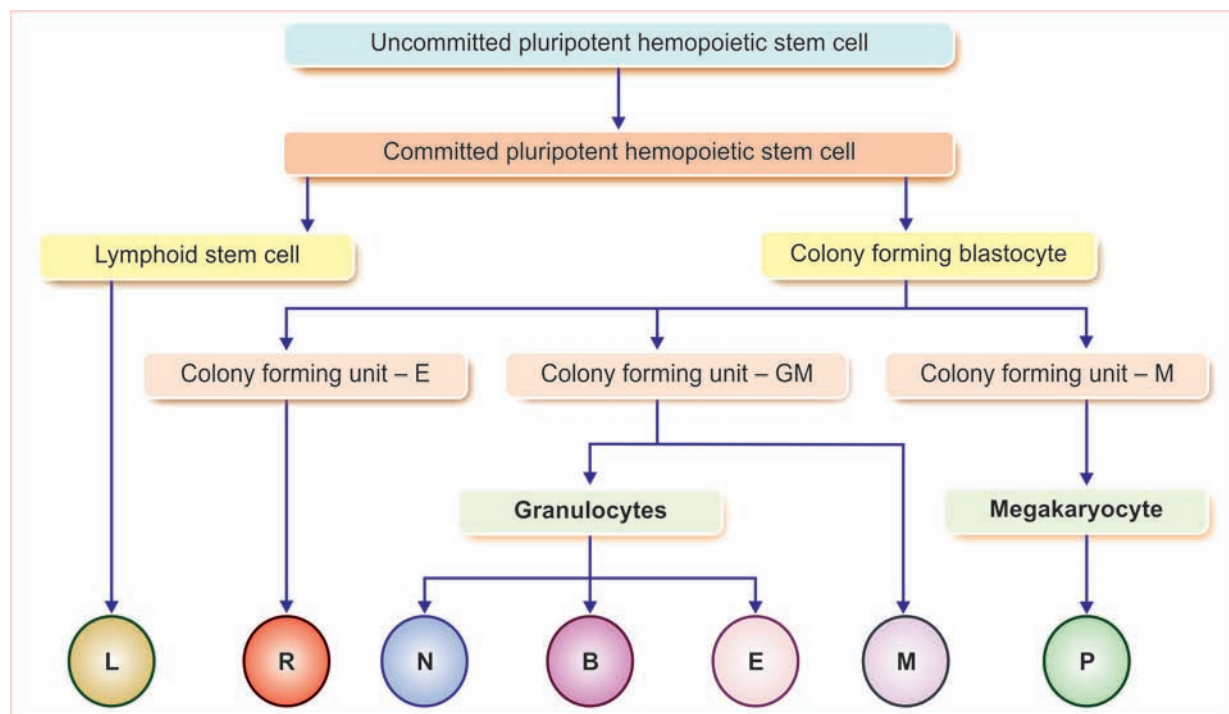 Uncommitted pluripotent hemopoietic stem cell
Committed pluripotent hemopoietic stem cell
Lymphoid stem cell
Colony forming blastocyte
Colony forming unit – E
Colony forming unit – GM
Colony forming unit – M
Granulocytes
Megakaryocyte
L
R
N
B
E
M
P